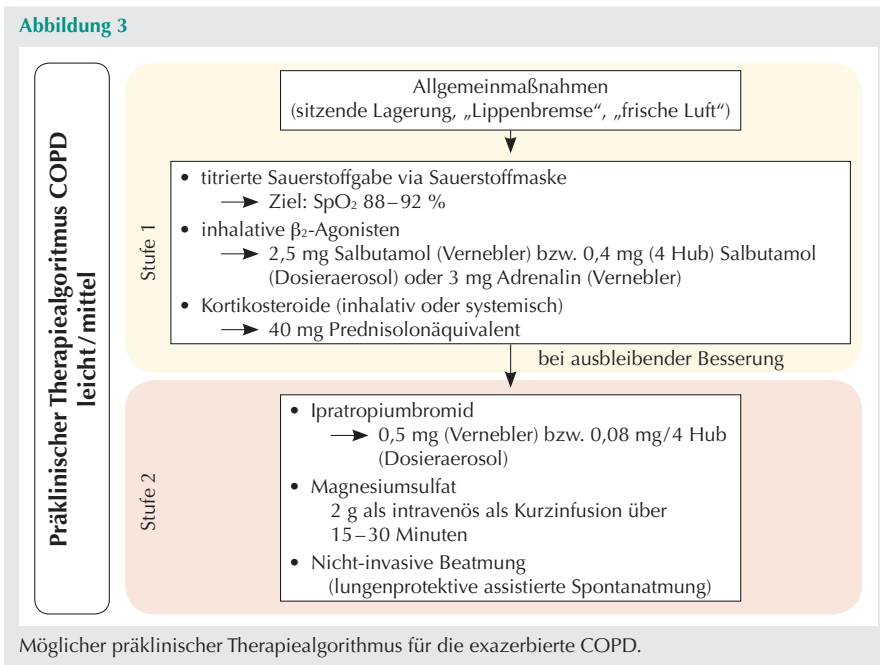 Abbildung 3
Präklinischer Therapiealgoritmus COPD
leicht/mittel
Stufe 1
Allgemeinmaßnahmen
(sitzende Lagerung, „Lippenbremse“, „frische Luft“)
• titrierte Sauerstoffgabe via Sauerstoffmaske
→ Ziel: SpO₂ 88–92 %
• inhalative β₂-Agonisten
→ 2,5 mg Salbutamol (Vernebler) bzw. 0,4 mg (4 Hub) Salbutamol
(Dosieraerosol) oder 3 mg Adrenalin (Vernebler)
• Kortikosteroide (inhalativ oder systemisch)
→ 40 mg Prednisolonäquivalent
bei ausbleibender Besserung
Stufe 2
• Ipratropiumbromid
→ 0,5 mg (Vernebler) bzw. 0,08 mg/4 Hub
(Dosieraerosol)
• Magnesiumsulfat
2 g als intravenös als Kurzinfusion über
15–30 Minuten
• Nicht-invasive Beatmung
(lungenprotektive assistierte Spontanatmung)
Möglicher präklinischer Therapiealgorithmus für die exazerbierte COPD.